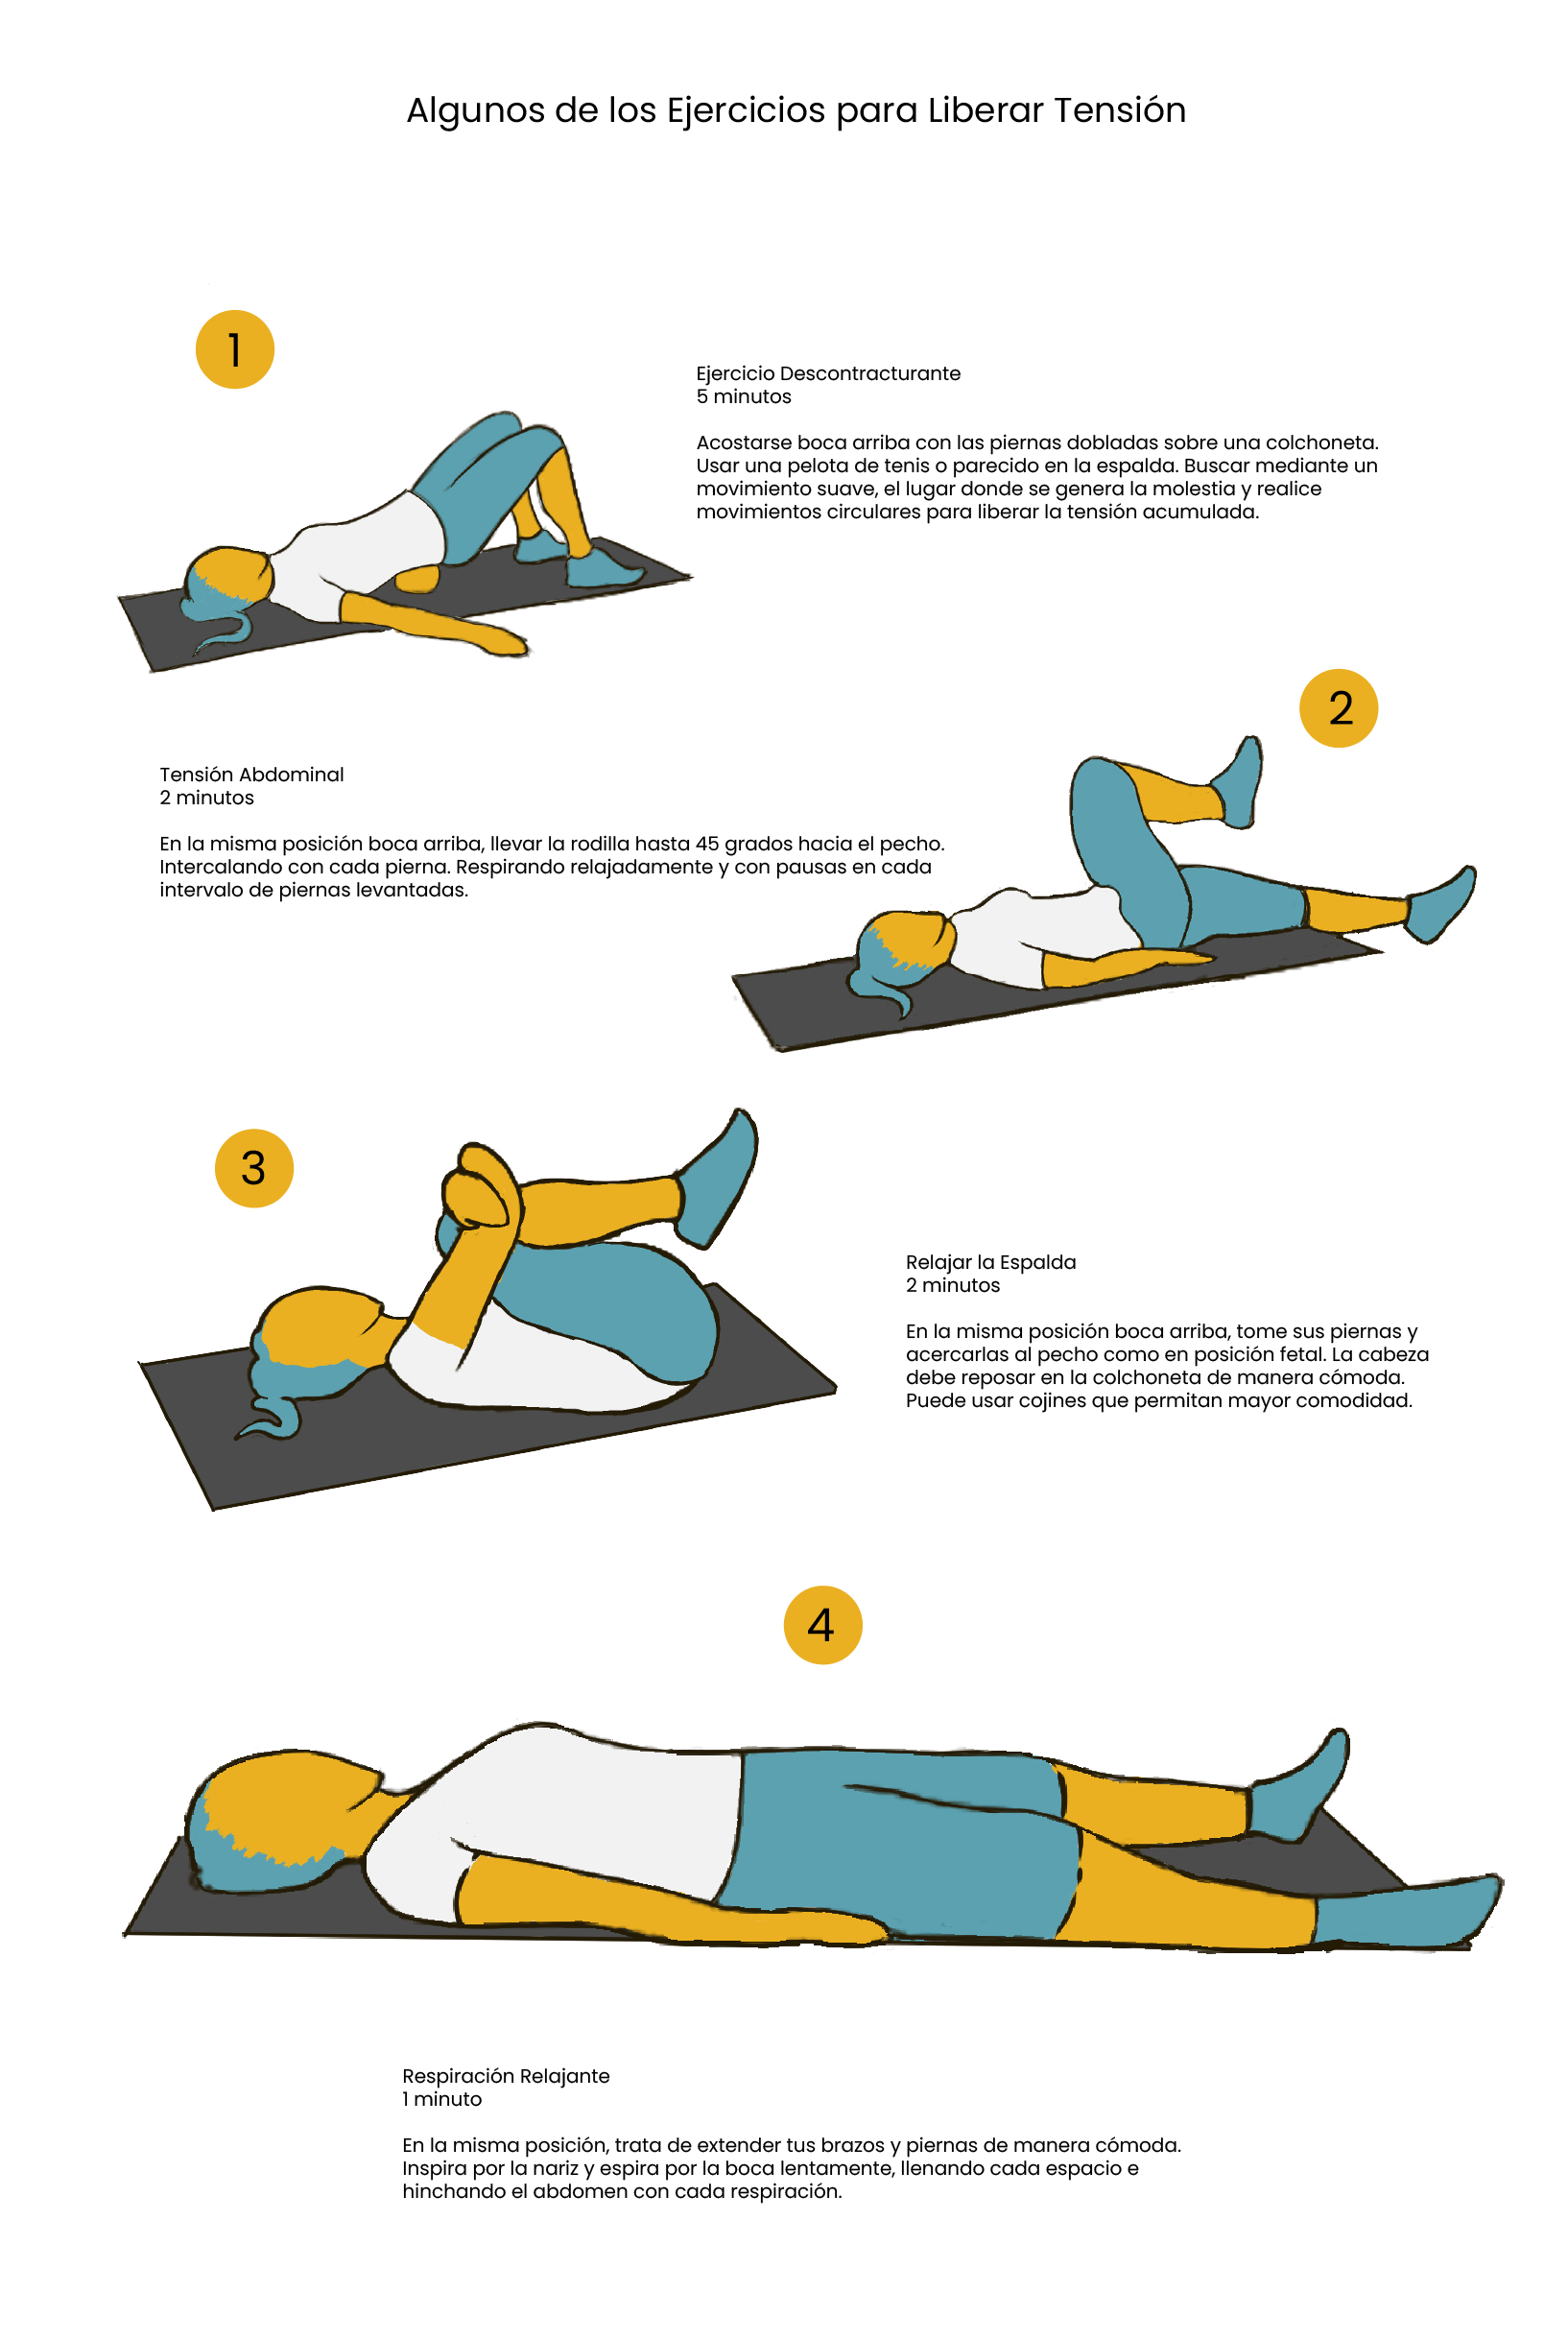 Algunos de los Ejercicios para Liberar Tensión
1
Ejercicio Descontracturante
5 minutos
Acostarse boca arriba con las piernas dobladas sobre una colchoneta.
Usar una pelota de tenis o parecido en la espalda. Buscar mediante un
movimiento suave, el lugar donde se genera la molestia y realice
movimientos circulares para liberar la tensión acumulada.
2
Tensión Abdominal
2 minutos
En la misma posición boca arriba, llevar la rodilla hasta 45 grados hacia el pecho.
Intercalando con cada pierna. Respirando relajadamente y con pausas en cada
intervalo de piernas levantadas.
3
Relajar la Espalda
2 minutos
En la misma posición boca arriba, tome sus piernas y
acercarlas al pecho como en posición fetal. La cabeza
debe reposar en la colchoneta de manera cómoda.
Puede usar cojines que permitan mayor comodidad.
4
Respiración Relajante
1 minuto
En la misma posición, trata de extender tus brazos y piernas de manera cómoda.
Inspira por la nariz y espira por la boca lentamente, llenando cada espacio e
hinchando el abdomen con cada respiración.